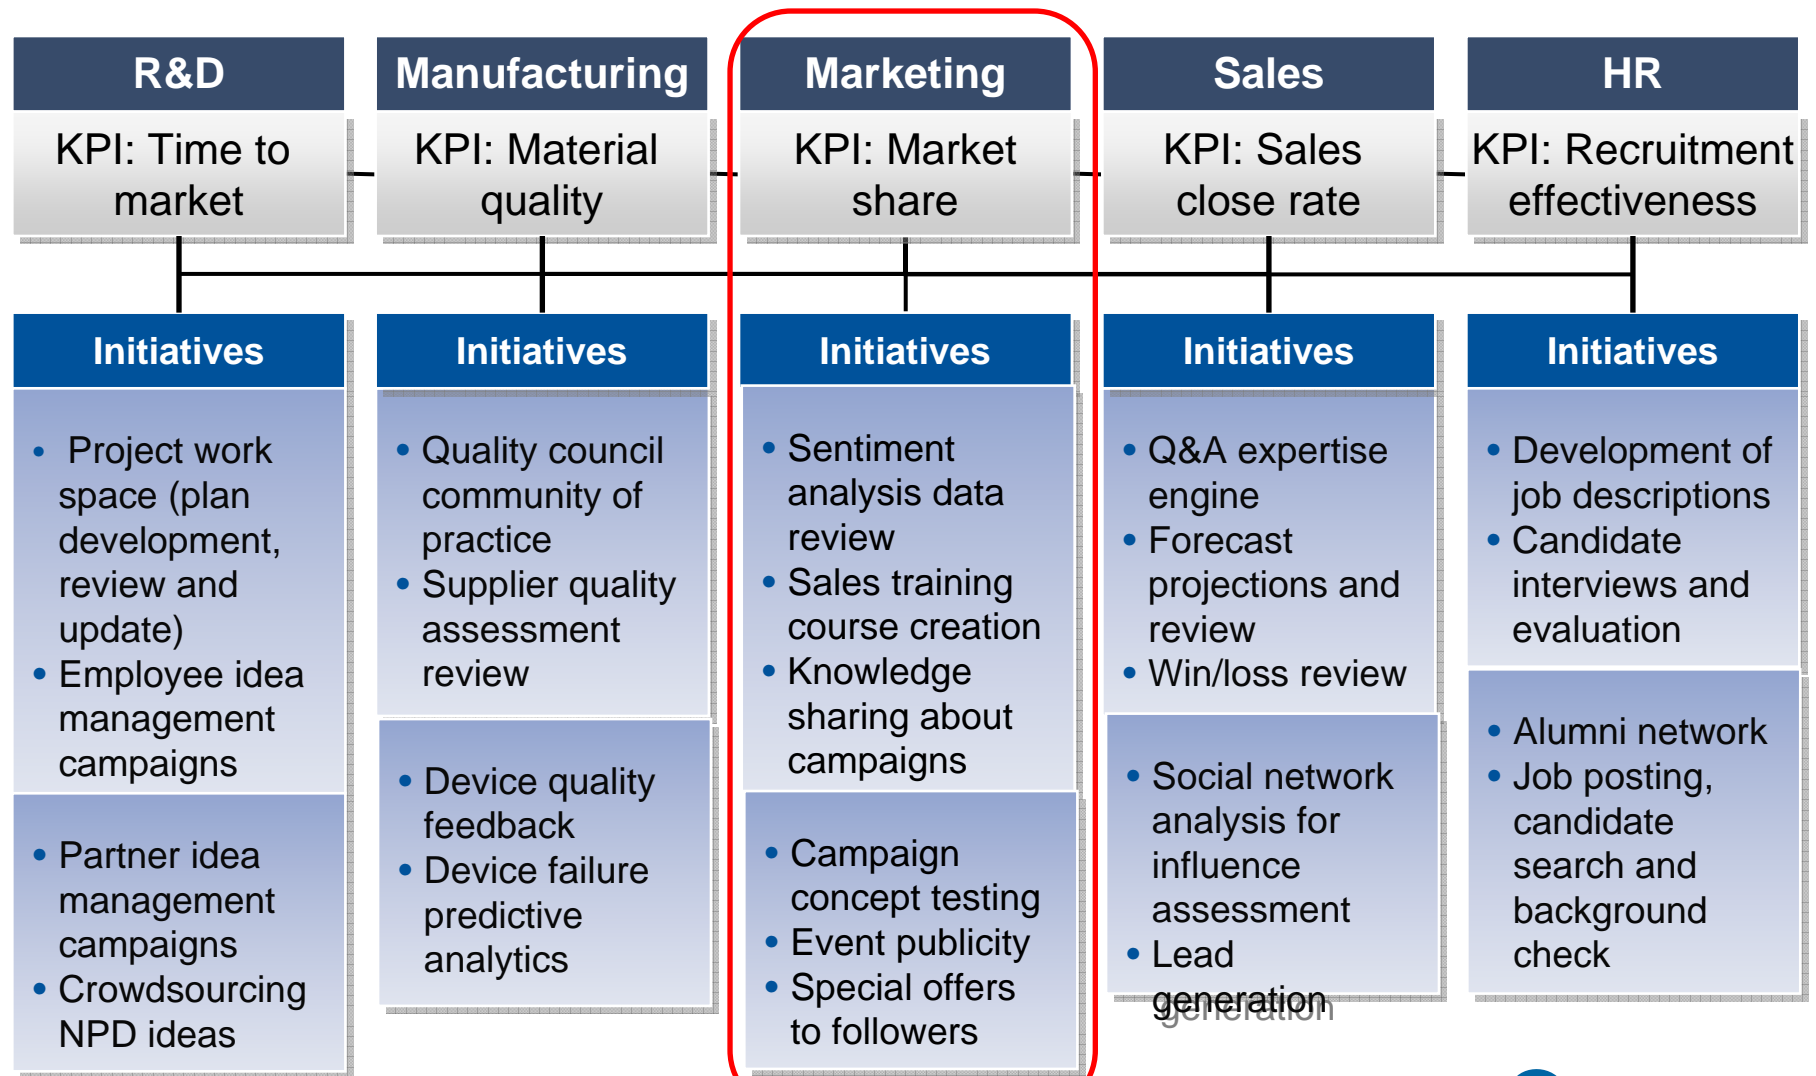 R&D
KPI: Time to
market
Initiatives
• Project work
space (plan
development,
review and
update)
• Employee idea
management
campaigns
• Partner idea
management
campaigns
• Crowdsourcing
NPD ideas
Manufacturing
KPI: Material
quality
Initiatives
• Quality council
community of
practice
• Supplier quality
assessment
review
• Device quality
feedback
• Device failure
predictive
analytics
Marketing
KPI: Market
share
Initiatives
• Sentiment
analysis data
review
• Sales training
course creation
• Knowledge
sharing about
campaigns
• Campaign
concept testing
• Event publicity
• Special offers
to followers
Sales
KPI: Sales
close rate
Initiatives
• Q&A expertise
engine
• Forecast
projections and
review
• Win/loss review
• Social network
analysis for
influence
assessment
• Lead
generation
HR
KPI: Recruitment
effectiveness
Initiatives
• Development of
job descriptions
• Candidate
interviews and
evaluation
• Alumni network
• Job posting,
candidate
search and
background
check